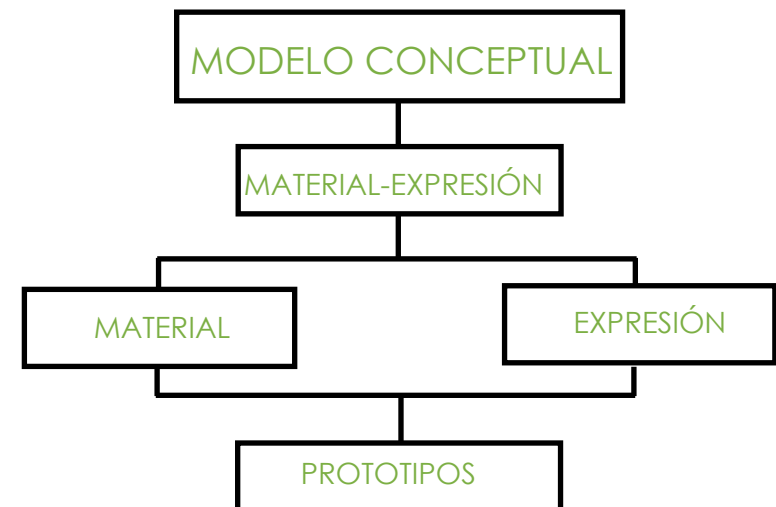 MODELO CONCEPTUAL
MATERIAL-EXPRESIÓN
MATERIAL
EXPRESIÓN
PROTOTIPOS